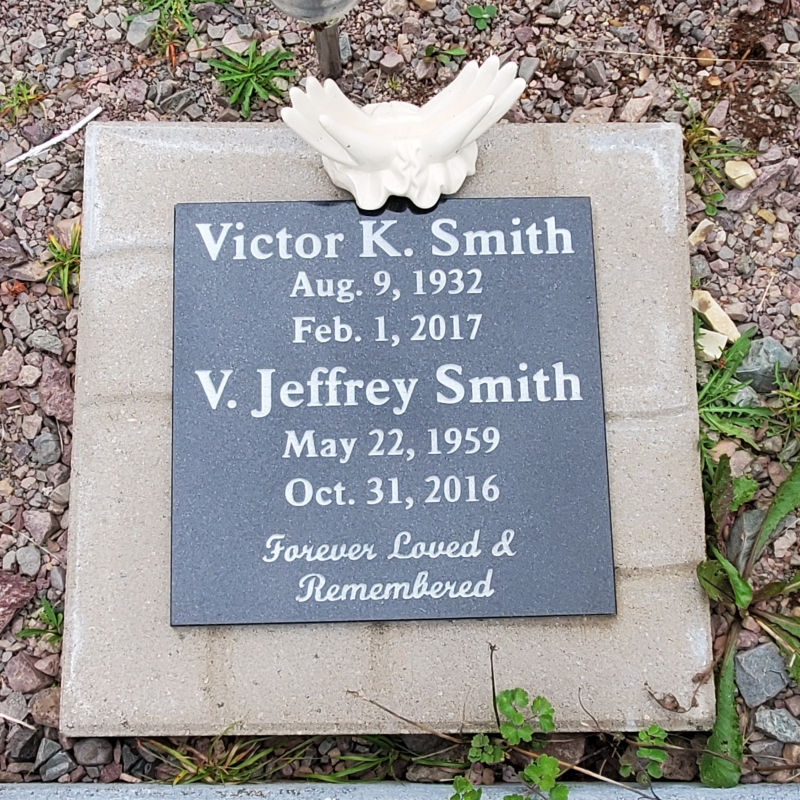 Victor K. Smith
Aug. 9, 1932
Feb. 1, 2017
V. Jeffrey Smith
May 22, 1959
Oct. 31, 2016
Forever Loved &
Remembered